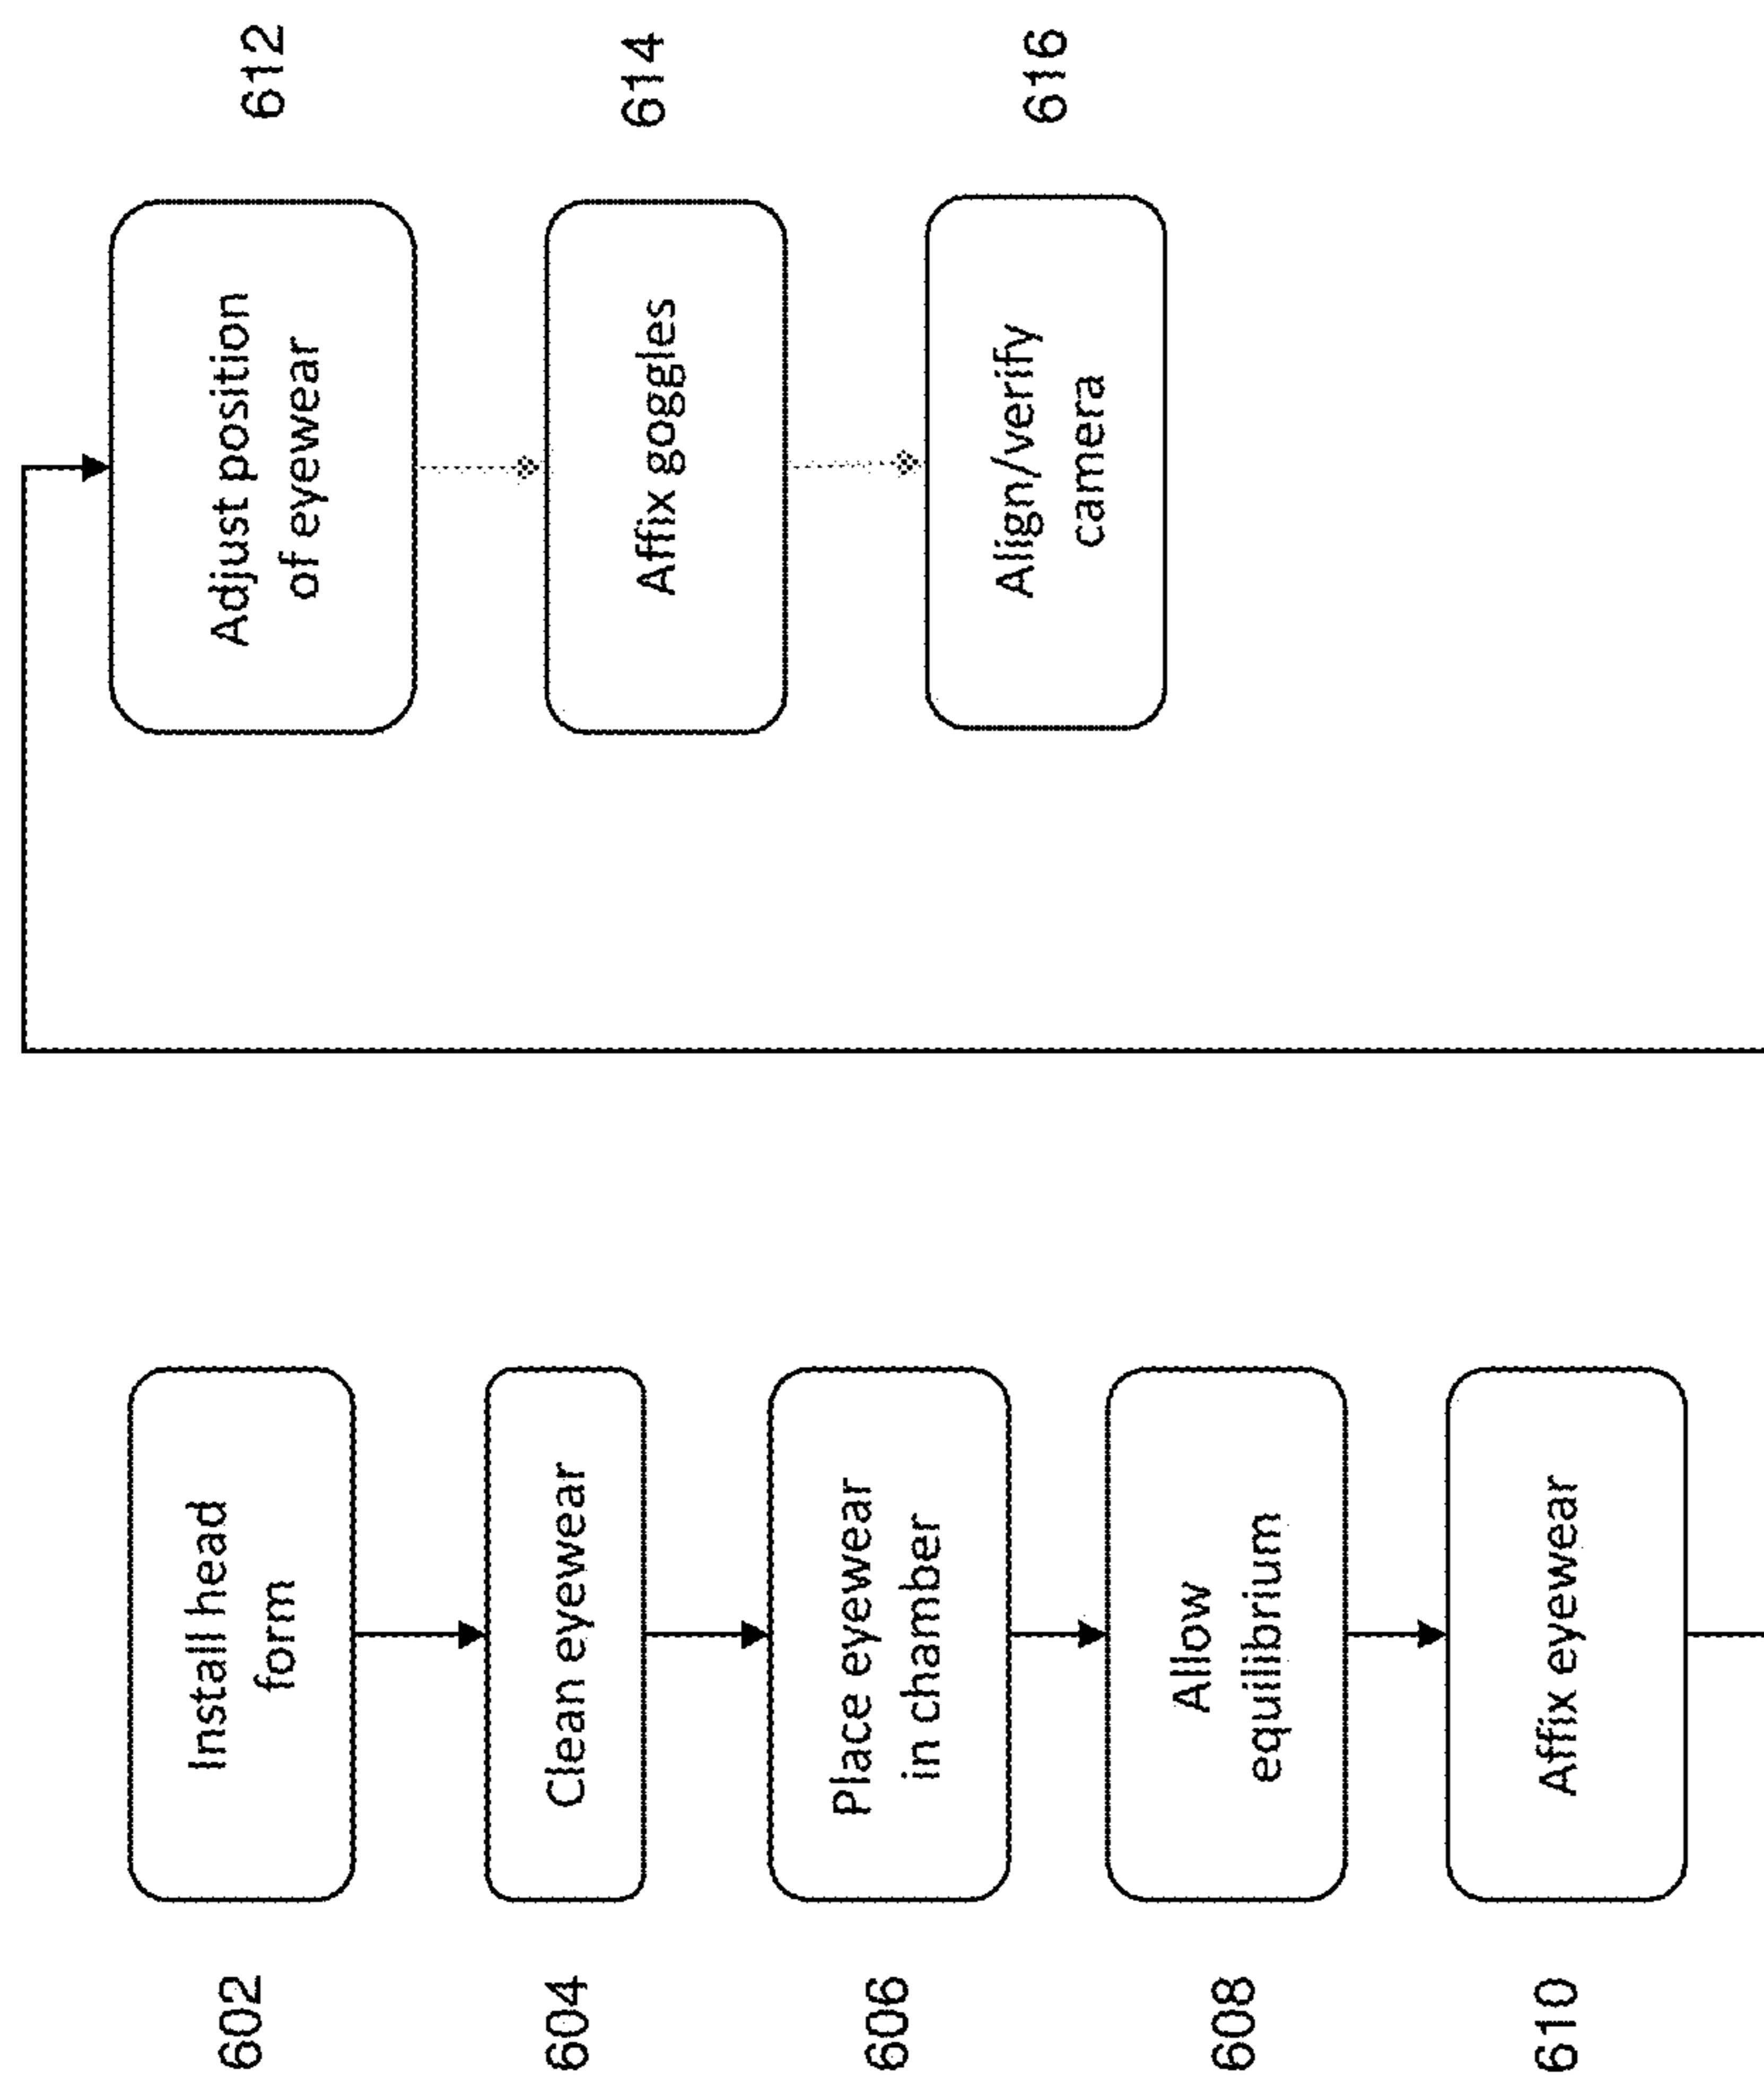 602
Install head
form
604
Clean eyewear
606
Place eyewear
in chamber
608
Allow
equilibrium
610
Affix eyewear
612
Adjust position
of eyewear
614
Affix goggles
616
Align/verify
camera